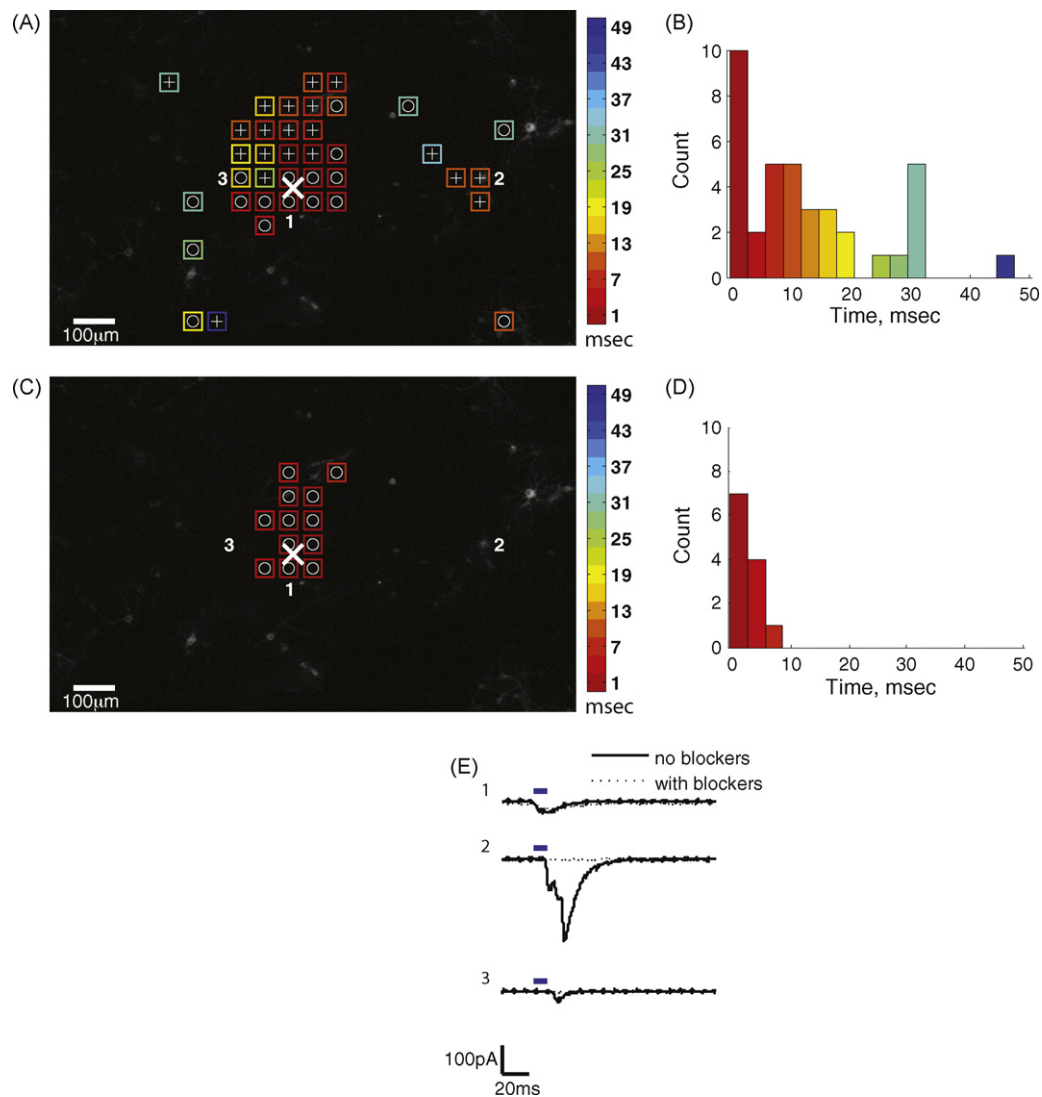 (A)
3
2
1
100μm
49
43
37
31
25
19
13
7
1
msec
(B)
10
8
6
4
2
0
Count
0 10 20 30 40 50
Time, msec
(C)
3
2
1
100μm
49
43
37
31
25
19
13
7
1
msec
(D)
10
8
6
4
2
0
Count
0 10 20 30 40 50
Time, msec
(E)
no blockers
with blockers
1
2
3
100pA
20ms